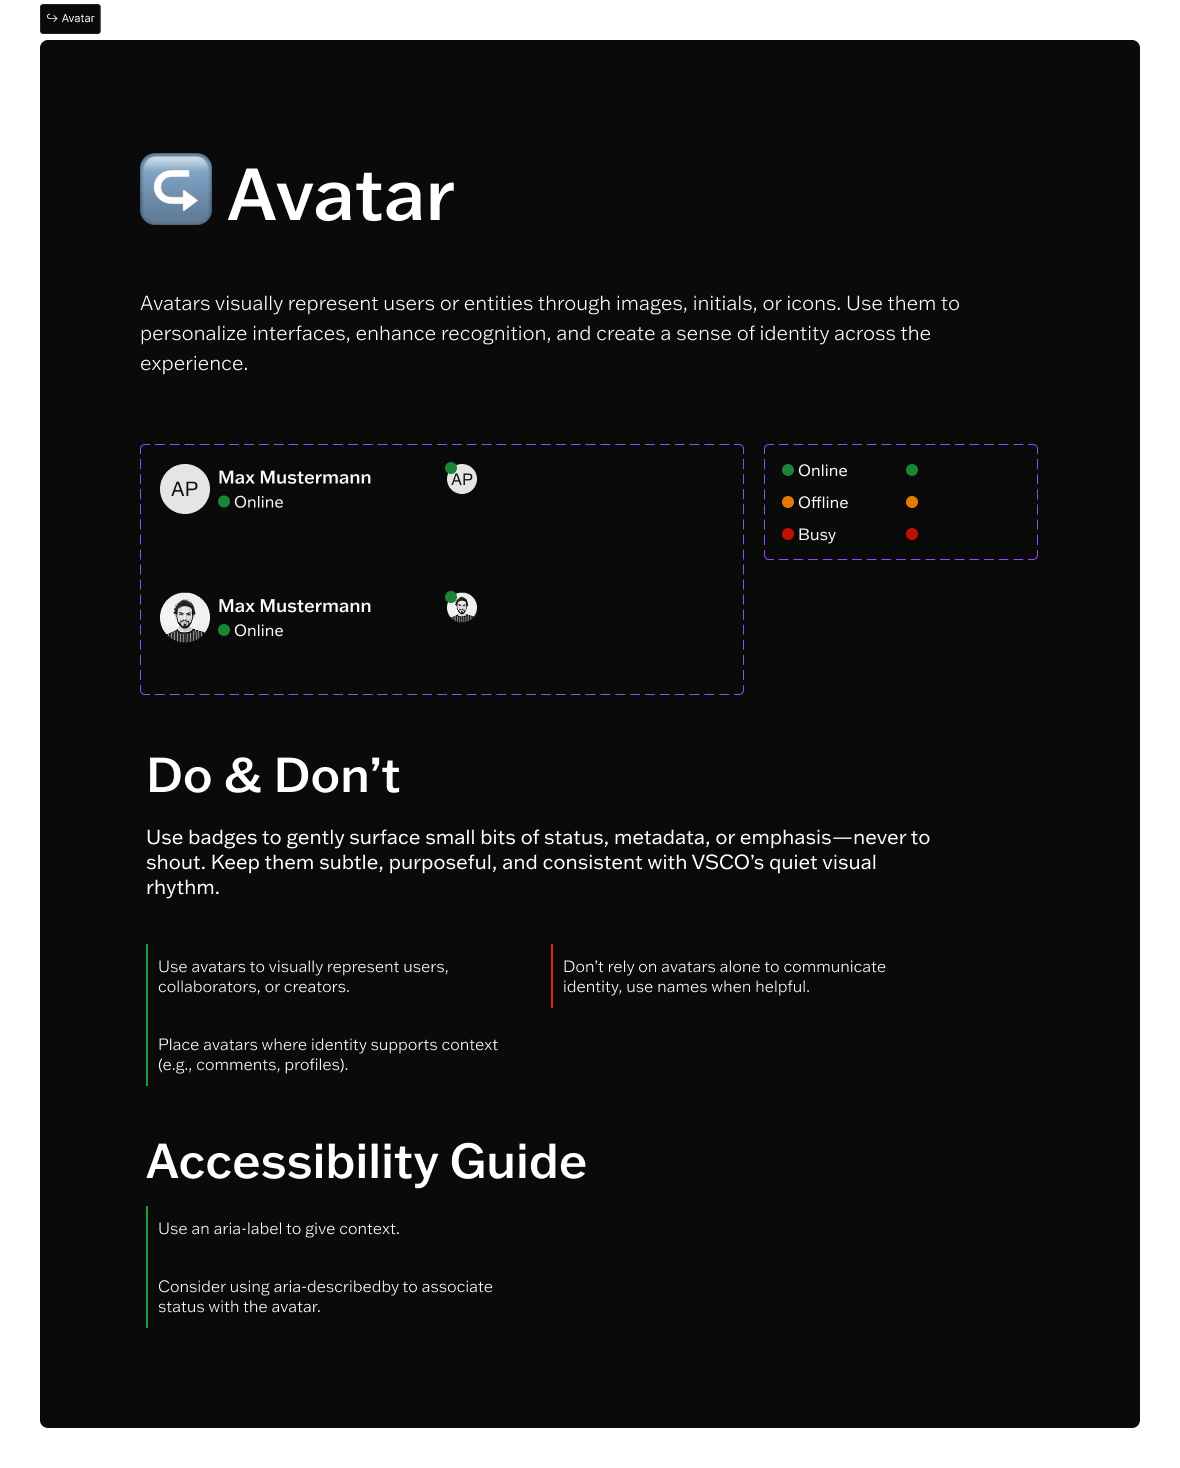 ↪ Avatar
↪ Avatar
Avatars visually represent users or entities through images, initials, or icons. Use them to
personalize interfaces, enhance recognition, and create a sense of identity across the
experience.
AP
Max Mustermann
Online
AP
Max Mustermann
Online
Online
Offline
Busy
Do & Don’t
Use badges to gently surface small bits of status, metadata, or emphasis—never to
shout. Keep them subtle, purposeful, and consistent with VSCO’s quiet visual
rhythm.
Use avatars to visually represent users,
collaborators, or creators.
Place avatars where identity supports context
(e.g., comments, profiles).
Don’t rely on avatars alone to communicate
identity, use names when helpful.
Accessibility Guide
Use an aria-label to give context.
Consider using aria-describedby to associate
status with the avatar.